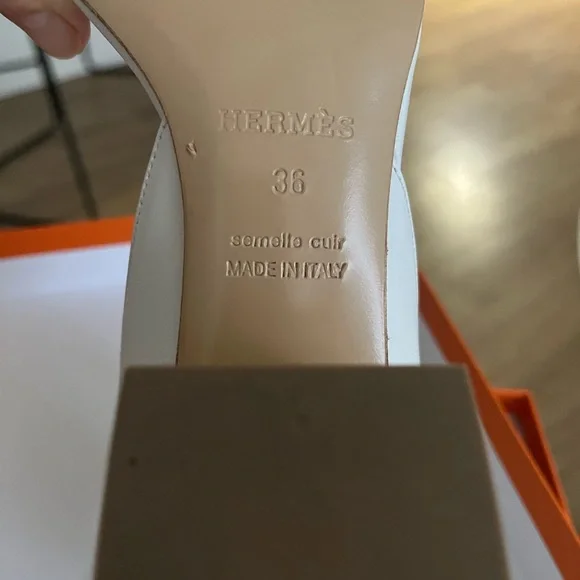 HERMÈS
36
semelle cuir
MADE IN ITALY